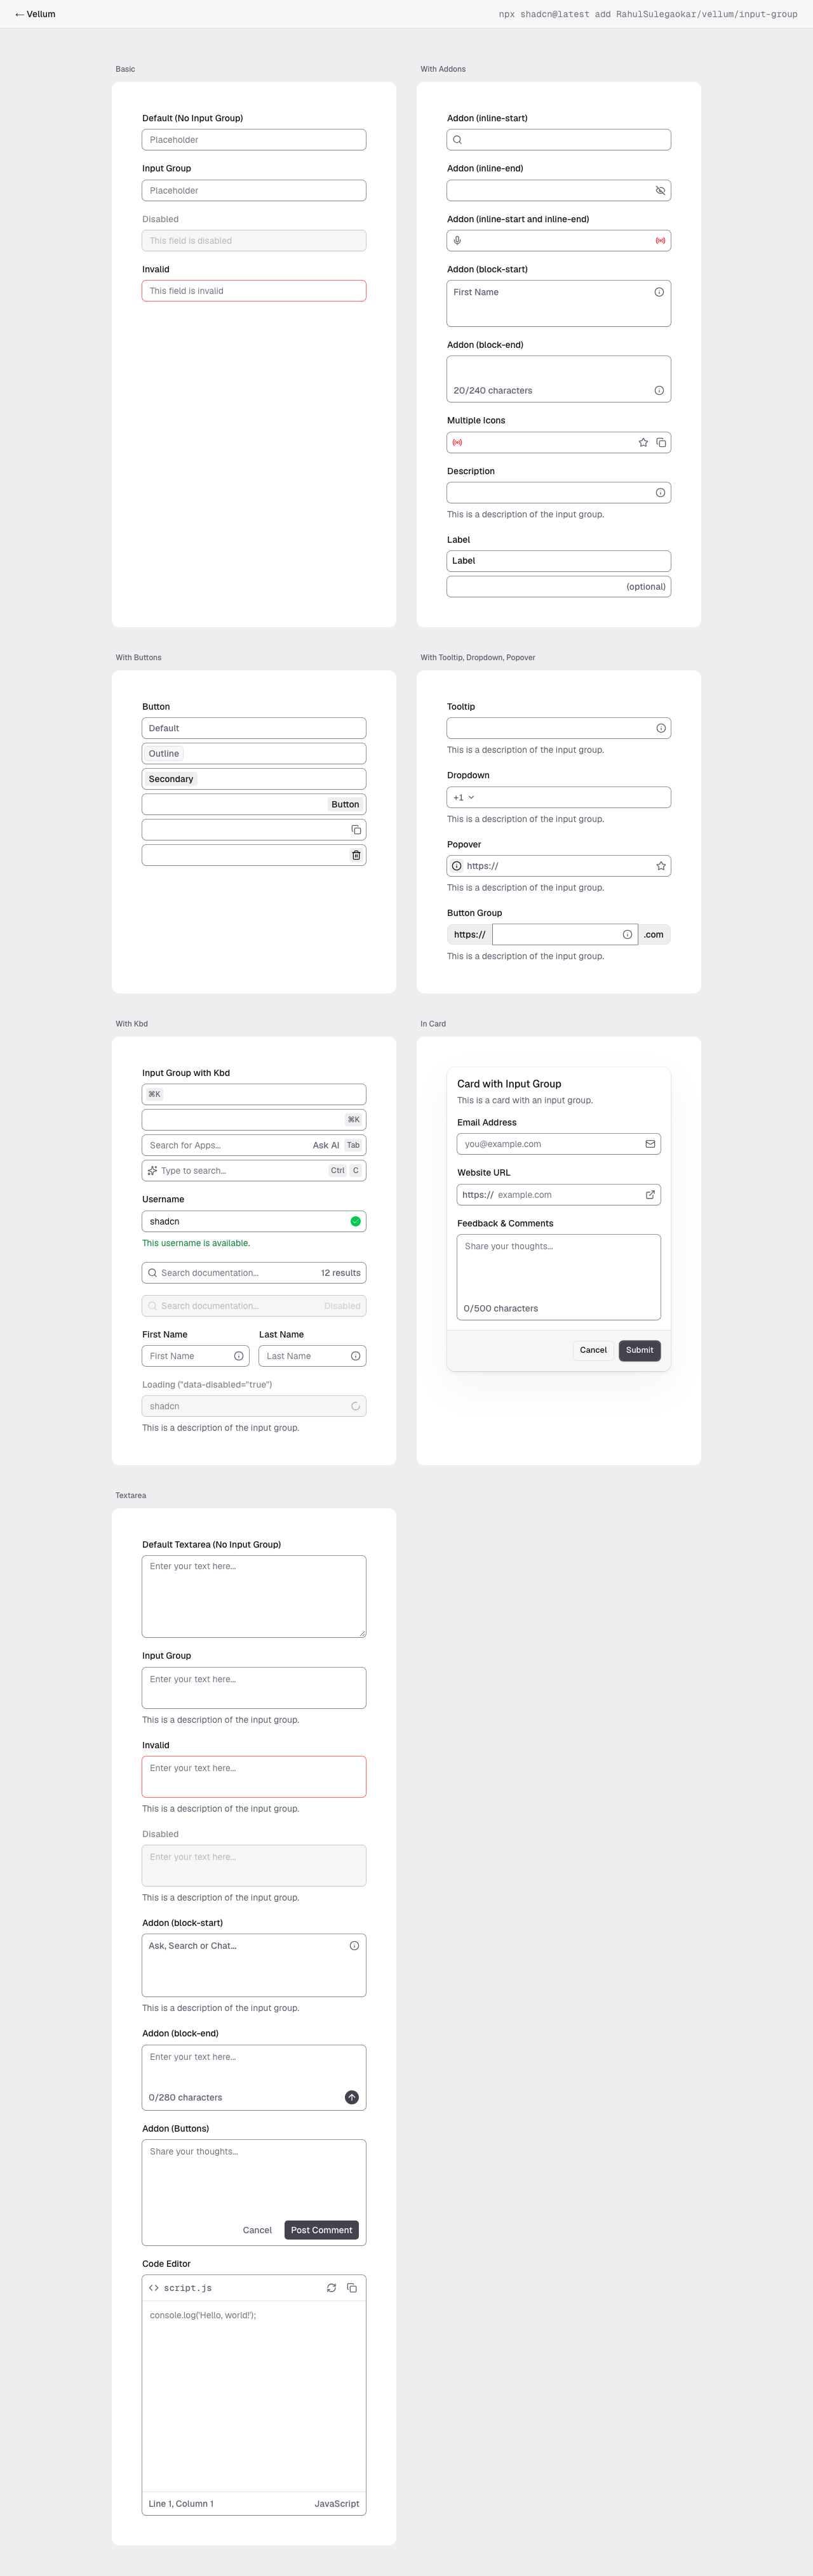 ← Vellum
npx shadcn@latest add RahulSulegaokar/vellum/input-group
Basic
Default (No Input Group)
Placeholder
Input Group
Placeholder
Disabled
This field is disabled
Invalid
This field is invalid
With Addons
Addon (inline-start)
Addon (inline-end)
Addon (inline-start and inline-end)
Addon (block-start)
First Name
Addon (block-end)
20/240 characters
Multiple Icons
Description
This is a description of the input group.
Label
Label
(optional)
With Buttons
Button
Default
Outline
Secondary
Button
With Tooltip, Dropdown, Popover
Tooltip
This is a description of the input group.
Dropdown
+1
This is a description of the input group.
Popover
https://
This is a description of the input group.
Button Group
https://
.com
This is a description of the input group.
With Kbd
Input Group with Kbd
⌘K
⌘K
Search for Apps... Ask AI Tab
Type to search... Ctrl C
Username
shadcn
This username is available.
Search documentation... 12 results
Search documentation... Disabled
First Name Last Name
First Name Last Name
Loading ("data-disabled="true")
shadcn
This is a description of the input group.
In Card
Card with Input Group
This is a card with an input group.
Email Address
you@example.com
Website URL
https:// example.com
Feedback & Comments
Share your thoughts...
0/500 characters
Cancel Submit
Textarea
Default Textarea (No Input Group)
Enter your text here...
Input Group
Enter your text here...
This is a description of the input group.
Invalid
Enter your text here...
This is a description of the input group.
Disabled
Enter your text here...
This is a description of the input group.
Addon (block-start)
Ask, Search or Chat...
This is a description of the input group.
Addon (block-end)
Enter your text here...
0/280 characters
Addon (Buttons)
Share your thoughts...
Cancel Post Comment
Code Editor
script.js
console.log('Hello, world!');
Line 1, Column 1 JavaScript